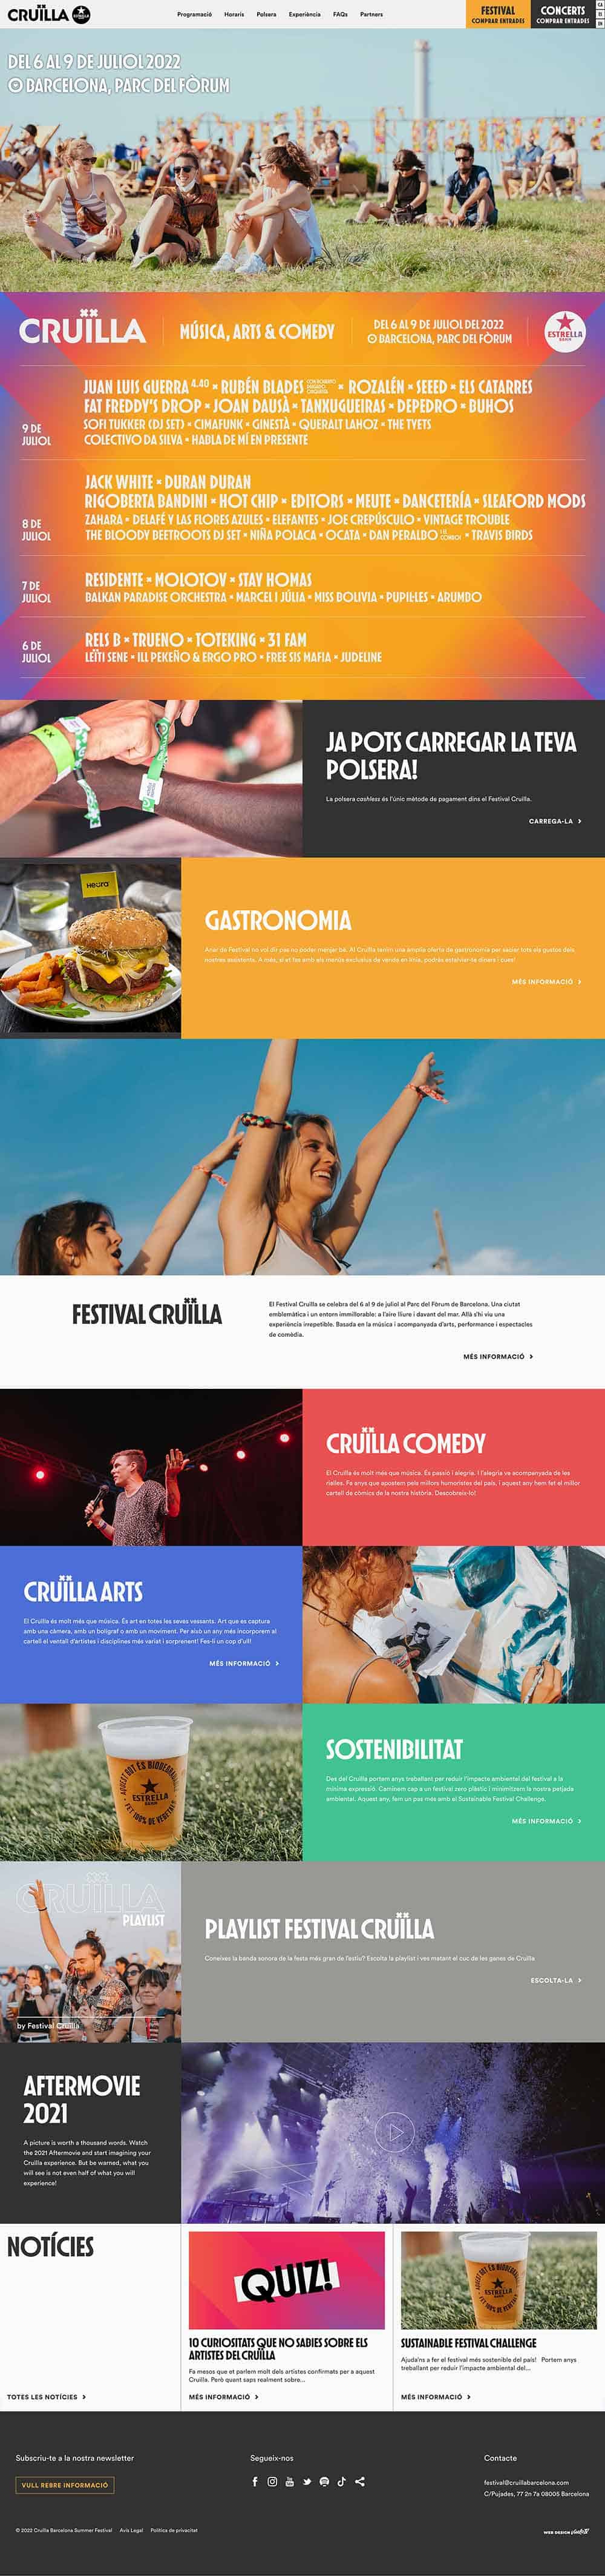 CRUÏLLA
ESTRELLA
DAMM
Programació Horaris Polsera Experiència FAQs Partners
FESTIVAL
COMPRAR ENTRADES
CONCERTS
COMPRAR ENTRADES
CA
ES
EN
DEL 6 AL 9 DE JULIOL 2022
BARCELONA, PARC DEL FÒRUM
CRUÏLLA
MÚSICA, ARTS & COMEDY
DEL 6 AL 9 DE JULIOL DEL 2022
BARCELONA, PARC DEL FÒRUM
ESTRELLA
DAMM
9 DE
JULIOL
JUAN LUIS GUERRA 4.40 × RUBÉN BLADES CON ROBERTO DELGADO ORQUESTA × ROZALÉN × SEEED × ELS CATARRES
FAT FREDDY'S DROP × JOAN DAUSÀ × TANXUGUEIRAS × DEPEDRO × BUHOS
SOFI TUKKER (DJ SET) × CIMAFUNK × GINESTÀ × QUERALT LAHOZ × THE TYETS
COLECTIVO DA SILVA × HABLA DE MÍ EN PRESENTE
8 DE
JULIOL
JACK WHITE × DURAN DURAN
RIGOBERTA BANDINI × HOT CHIP × EDITORS × MEUTE × DANCETERÍA × SLEAFORD MODS
ZAHARA × DELAFÉ Y LAS FLORES AZULES × ELEFANTES × JOE CREPÚSCULO × VINTAGE TROUBLE
THE BLOODY BEETROOTS DJ SET × NIÑA POLACA × OCATA × DAN PERALBO I EL COMBOI × TRAVIS BIRDS
7 DE
JULIOL
RESIDENTE × MOLOTOV × STAY HOMAS
BALKAN PARADISE ORCHESTRA × MARCEL I JÚLIA × MISS BOLIVIA × PUPIL·LES × ARUMBO
6 DE
JULIOL
RELS B × TRUENO × TOTEKING × 31 FAM
LEÏTI SENE × ILL PEKEÑO & ERGO PRO × FREE SIS MAFIA × JUDELINE
JA POTS CARREGAR LA TEVA
POLSERA!
La polsera cashless és l'únic mètode de pagament dins el Festival Cruïlla.
CARREGA-LA
Heura
GASTRONOMIA
Anar de Festival no vol dir que no poder menjar bé. Al Cruïlla tenim una àmplia oferta de gastronomia per saciar tots els gustos dels
nostres assistents. A més, si et fas amb els menús exclusius de venda en línia, podràs estalviar-te diners i cues!
MÉS INFORMACIÓ
FESTIVAL CRUÏLLA
El Festival Cruïlla se celebra del 6 al 9 de juliol al Parc del Fòrum de Barcelona. Una ciutat
emblemàtica i un entorn immillorable: a l'aire lliure i davant del mar. Allà s'hi viu una
experiència irrepetible. Basada en la música i acompanyada d'arts, performance i espectacles
de comèdia.
MÉS INFORMACIÓ
CRUÏLLA COMEDY
El Cruïlla és molt més que música. És passió i alegria. I l'alegria va acompanyada de les
rialles. Fa anys que apostem pels millors humoristes del país, i aquest any hem fet el millor
cartell de còmics de la nostra història. Descobreix-lo!
CRUÏLLA ARTS
El Cruïlla és molt més que música. És art en totes les seves vessants. Art que es captura
amb una càmera, amb un bolígraf o amb un moviment. Per això un any més incorporem al
cartell el ventall d'artistes i disciplines més variat i sorprenent! Fes-li un cop d'ull!
MÉS INFORMACIÓ
AQUEST GOT ÉS BIODEGRADABLE
ESTRELLA
DAMM
FET 100% DE VEGETALS
SOSTENIBILITAT
Des del Cruïlla portem anys treballant per reduir l'impacte ambiental del festival a la
mínima expressió. Caminem cap a un festival zero plàstic i minimitzem la nostra petjada
ambiental. Aquest any, fem un pas més amb el Sustainable Festival Challenge.
MÉS INFORMACIÓ
CRUÏLLA
PLAYLIST
by Festival Cruïlla
PLAYLIST FESTIVAL CRUÏLLA
Coneixes la banda sonora de la festa més gran de l'estiu? Escolta la playlist i ves matant el cuc de les ganes de Cruïlla
ESCOLTA-LA
AFTERMOVIE
2021
A picture is worth a thousand words. Watch
the 2021 Aftermovie and start imagining your
Cruïlla experience. But be warned, what you
will see is not even half of what you will
experience!
NOTÍCIES
TOTES LES NOTÍCIES
QUIZ!
10 CURIOSITATS QUE NO SABIES SOBRE ELS
ARTISTES DEL CRUÏLLA
Fa mesos que et parlem molt dels artistes confirmats per a aquest
Cruïlla. Però quant saps realment sobre...
MÉS INFORMACIÓ
ESTRELLA
DAMM
SUSTAINABLE FESTIVAL CHALLENGE
Ajuda'ns a fer el festival més sostenible del país! Portem anys
treballant per reduir l'impacte ambiental del...
MÉS INFORMACIÓ
Subscriu-te a la nostra newsletter
VULL REBRE INFORMACIÓ
Segueix-nos
Contacte
festival@cruillabarcelona.com
C/Pujades, 77 2n 7a 08005 Barcelona
© 2022 Cruïlla Barcelona Summer Festival Avís Legal Política de privacitat
WEB DESIGN